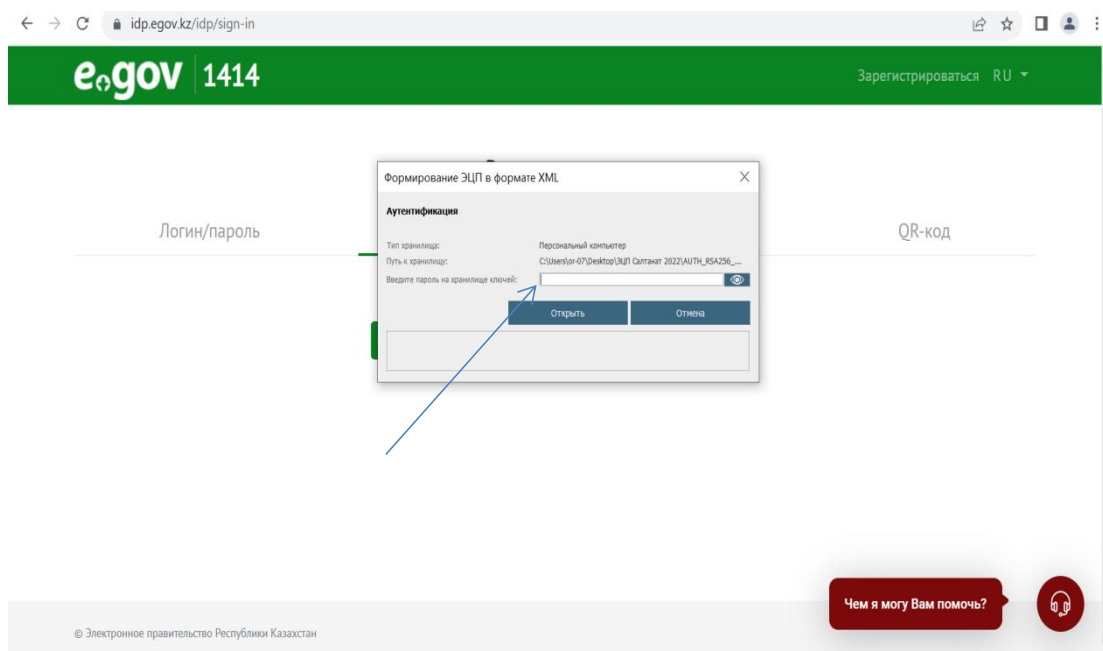 idp.egov.kz/idp/sign-in
egov 1414
Зарегистрироваться RU
Формирование ЭЦП в формате XML
Аутентификация
Логин/пароль
QR-код
Тип хранилища: Персональный компьютер
Путь к хранилищу: C:\Users\or-07\Desktop\ЭЦП Салтанат 2022\AUTH_RSA256_...
Введите пароль на хранилище ключей:
Открыть Отмена
Чем я могу Вам помочь?
© Электронное правительство Республики Казахстан